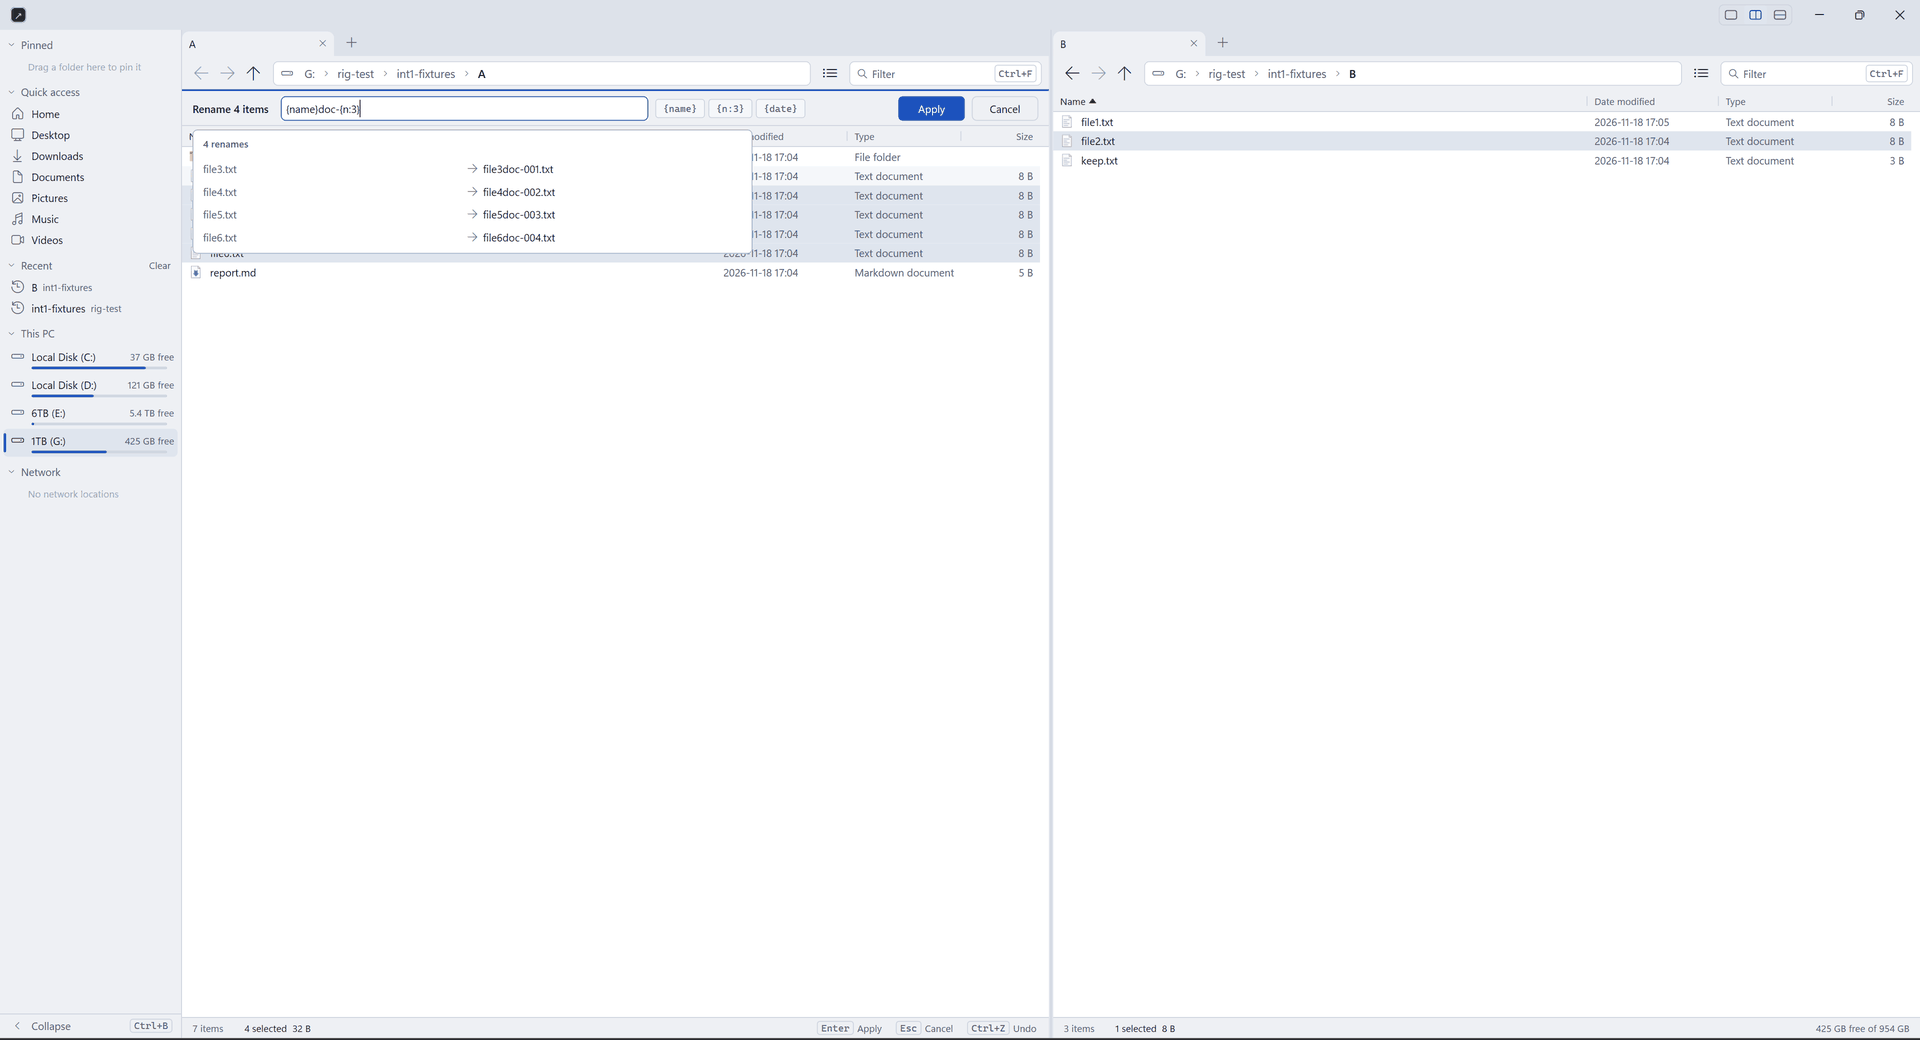 Pinned
Drag a folder here to pin it
Quick access
Home
Desktop
Downloads
Documents
Pictures
Music
Videos
Recent Clear
B int1-fixtures
int1-fixtures rig-test
This PC
Local Disk (C:) 37 GB free
Local Disk (D:) 121 GB free
6TB (E:) 5.4 TB free
1TB (G:) 425 GB free
Network
No network locations
Collapse Ctrl+B
A
G: rig-test int1-fixtures A
Filter Ctrl+F
Rename 4 items {name}doc-{n:3} {name} {n:3} {date} Apply Cancel
Type Size
4 renames
file3.txt → file3doc-001.txt
file4.txt → file4doc-002.txt
file5.txt → file5doc-003.txt
file6.txt → file6doc-004.txt
11-18 17:04 File folder
11-18 17:04 Text document 8 B
11-18 17:04 Text document 8 B
11-18 17:04 Text document 8 B
11-18 17:04 Text document 8 B
file6.txt 2026-11-18 17:04 Text document 8 B
report.md 2026-11-18 17:04 Markdown document 5 B
7 items 4 selected 32 B Enter Apply Esc Cancel Ctrl+Z Undo
B
G: rig-test int1-fixtures B
Filter Ctrl+F
Name Date modified Type Size
file1.txt 2026-11-18 17:05 Text document 8 B
file2.txt 2026-11-18 17:04 Text document 8 B
keep.txt 2026-11-18 17:04 Text document 3 B
3 items 1 selected 8 B 425 GB free of 954 GB